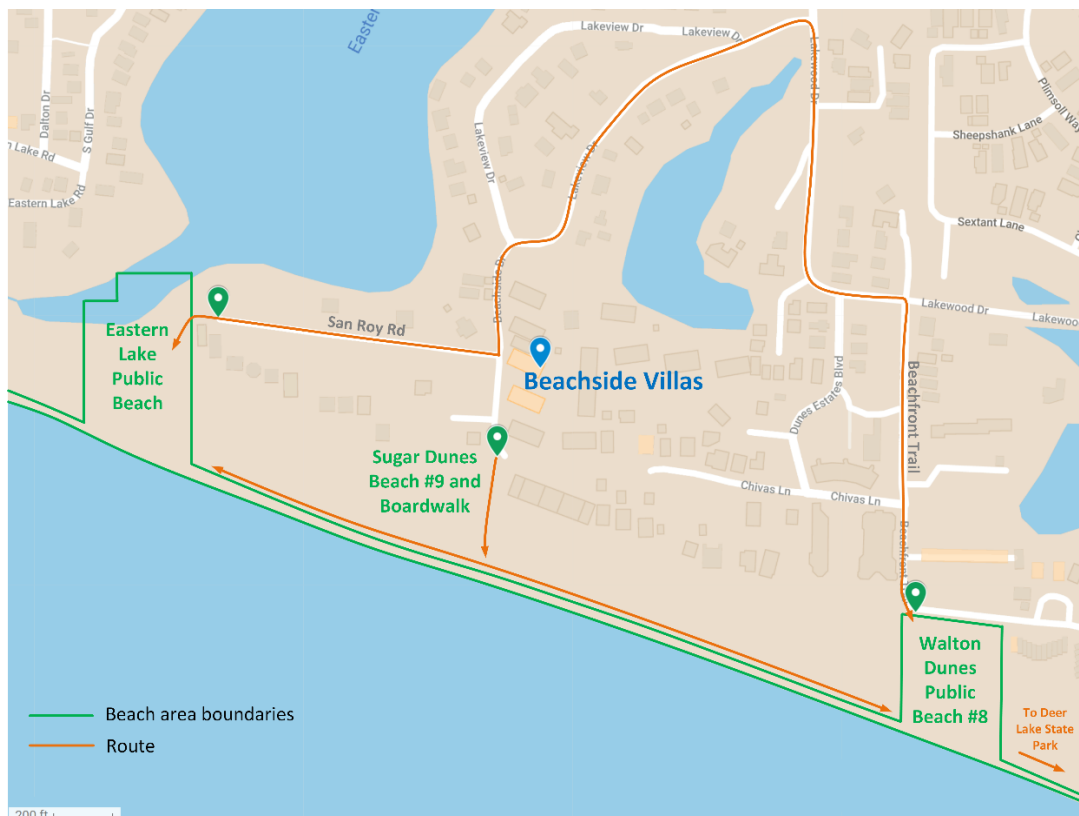 Easter
Lakeview Dr
Lakeview Dr
Lakewood Dr
Plimsoll Way
Dalton Dr
S Gulf Dr
Sheepshank Lane
n Lake Rd
Lakeview Dr
Lakeview Dr
Eastern Lake Rd
Sextant Lane
Beachside Dr
Lakewood Dr
Lakewoo
San Roy Rd
Eastern
Lake
Public
Beach
Beachside Villas
Dunes Estates Blvd
Beachfront Trail
Sugar Dunes
Beach #9 and
Boardwalk
Chivas Ln
Chivas Ln
Beachfront
Walton
Dunes
Public
Beach #8
Beach area boundaries
Route
To Deer
Lake State
Park
200 ft